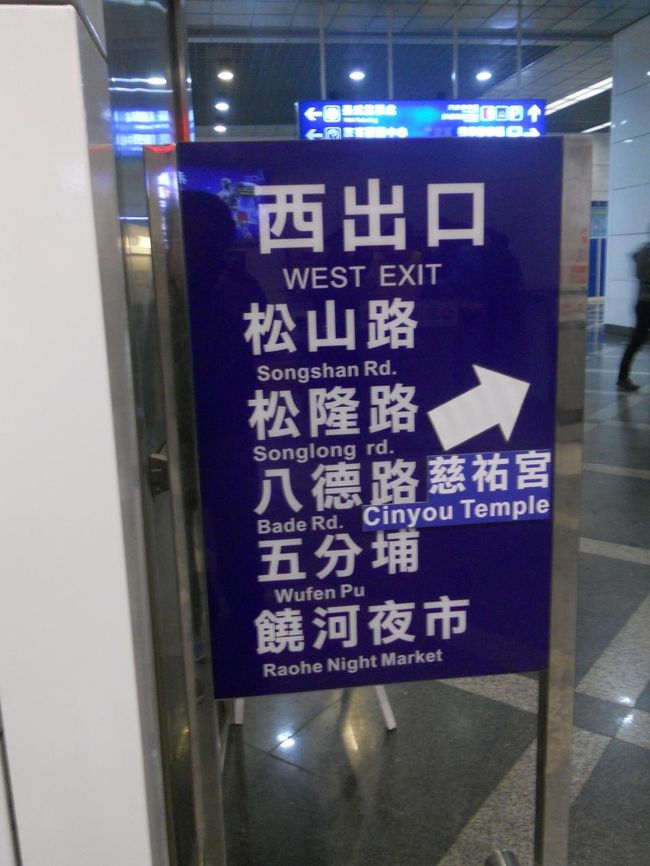 西出口
WEST EXIT
松山路
Songshan Rd.
松隆路
Songlong rd.
八德路
Bade Rd.
慈祐宮
Cinyou Temple
五分埔
Wufen Pu
饒河夜市
Raohe Night Market